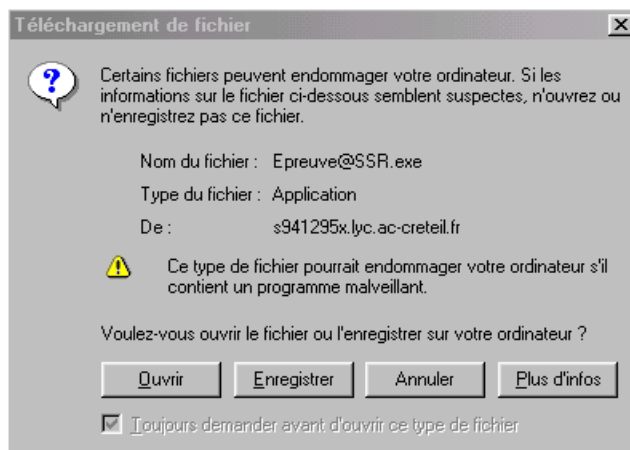 Téléchargement de fichier
Certains fichiers peuvent endommager votre ordinateur. Si les
informations sur le fichier ci-dessous semblent suspectes, n'ouvrez ou
n'enregistrez pas ce fichier.
Nom du fichier : Epreuve@SSR.exe
Type du fichier : Application
De : s941295x.lyc.ac-creteil.fr
Ce type de fichier pourrait endommager votre ordinateur s'il
contient un programme malveillant.
Voulez-vous ouvrir le fichier ou l'enregistrer sur votre ordinateur ?
Ouvrir Enregistrer Annuler Plus d'infos
Toujours demander avant d'ouvrir ce type de fichier